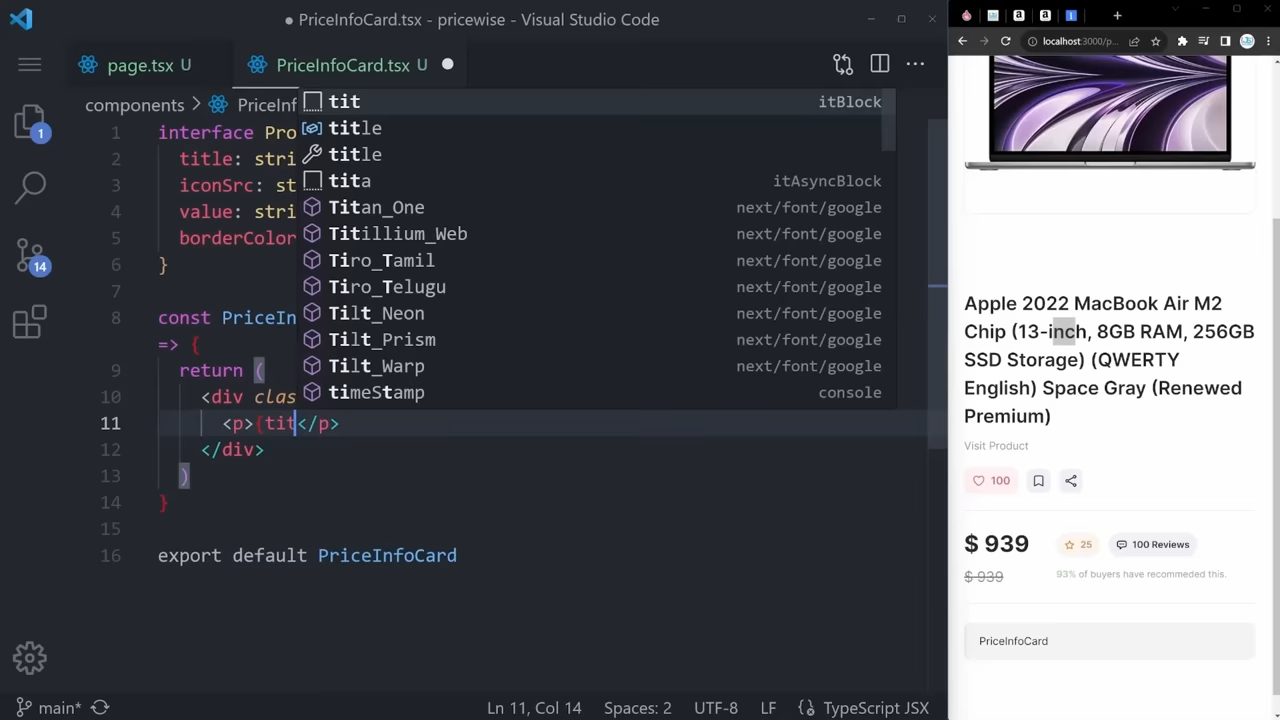 ● PriceInfoCard.tsx - pricewise - Visual Studio Code
page.tsx U
PriceInfoCard.tsx U
components > PriceInf
1 interface Pro
2 title: stri
3 iconSrc: st
4 value: strin
5 borderColor
6 }
7
8 const PriceIn
=> {
9 return (
10 <div clas
11 <p>{tit</p>
12 </div>
13 )
14 }
15
16 export default PriceInfoCard
tit itBlock
title
title
tita itAsyncBlock
Titan_One next/font/google
Titillium_Web next/font/google
Tiro_Tamil next/font/google
Tiro_Telugu next/font/google
Tilt_Neon next/font/google
Tilt_Prism next/font/google
Tilt_Warp next/font/google
timeStamp console
1
14
main* Ln 11, Col 14 Spaces: 2 UTF-8 LF TypeScript JSX
localhost:3000/p...
Apple 2022 MacBook Air M2
Chip (13-inch, 8GB RAM, 256GB
SSD Storage) (QWERTY
English) Space Gray (Renewed
Premium)
Visit Product
100
$ 939 25 100 Reviews
$ 939 93% of buyers have recommeded this.
PriceInfoCard